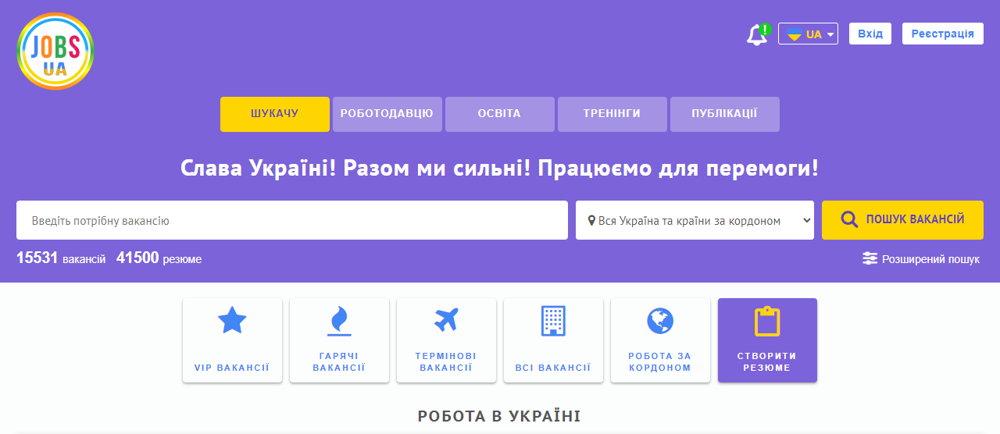 JOBS
UA
!
UA
Вхід
Реєстрація
ШУКАЧУ
РОБОТОДАВЦЮ
ОСВІТА
ТРЕНІНГИ
ПУБЛІКАЦІЇ
Слава Україні! Разом ми сильні! Працюємо для перемоги!
Введіть потрібну вакансію
Вся Україна та країни за кордоном
ПОШУК ВАКАНСІЙ
15531 вакансій 41500 резюме
Розширений пошук
VIP ВАКАНСІЇ
ГАРЯЧІ
ВАКАНСІЇ
ТЕРМІНОВІ
ВАКАНСІЇ
ВСІ ВАКАНСІЇ
РОБОТА ЗА
КОРДОНОМ
СТВОРИТИ
РЕЗЮМЕ
РОБОТА В УКРАЇНІ